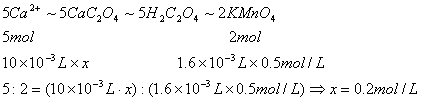 5Ca²⁺ ~ 5CaC₂O₄ ~ 5H₂C₂O₄ ~ 2KMnO₄
5mol 2mol
10×10⁻³L×x 1.6×10⁻³L×0.5mol/L
5:2=(10×10⁻³L·x):(1.6×10⁻³L×0.5mol/L)⇒x=0.2mol/L